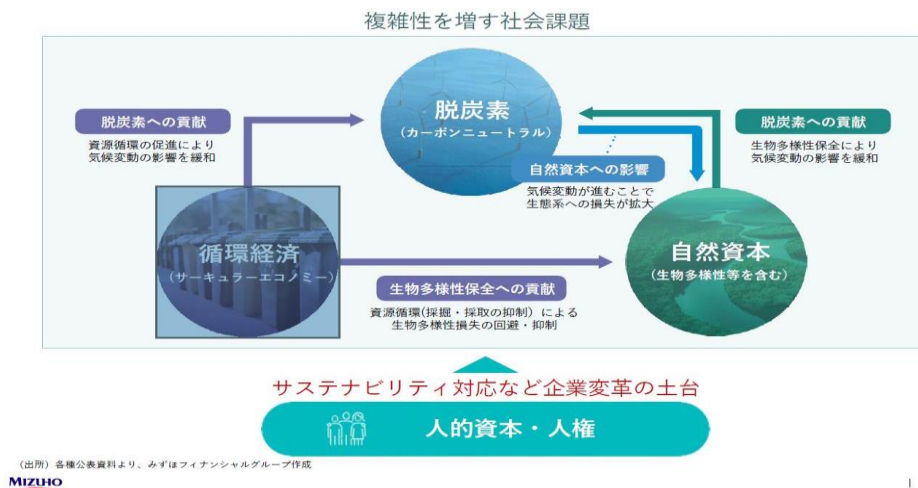 複雑性を増す社会課題
脱炭素
（カーボンニュートラル）
脱炭素への貢献
資源循環の促進により
気候変動の影響を緩和
脱炭素への貢献
生物多様性保全により
気候変動の影響を緩和
自然資本への影響
気候変動が進むことで
生態系への損失が拡大
循環経済
（サーキュラーエコノミー）
自然資本
（生物多様性等を含む）
生物多様性保全への貢献
資源循環(採掘・採取の抑制）による
生物多様性損失の回避・抑制
サステナビリティ対応など企業変革の土台
人的資本・人権
（出所）各種公表資料より、みずほフィナンシャルグループ作成
MIZUHO